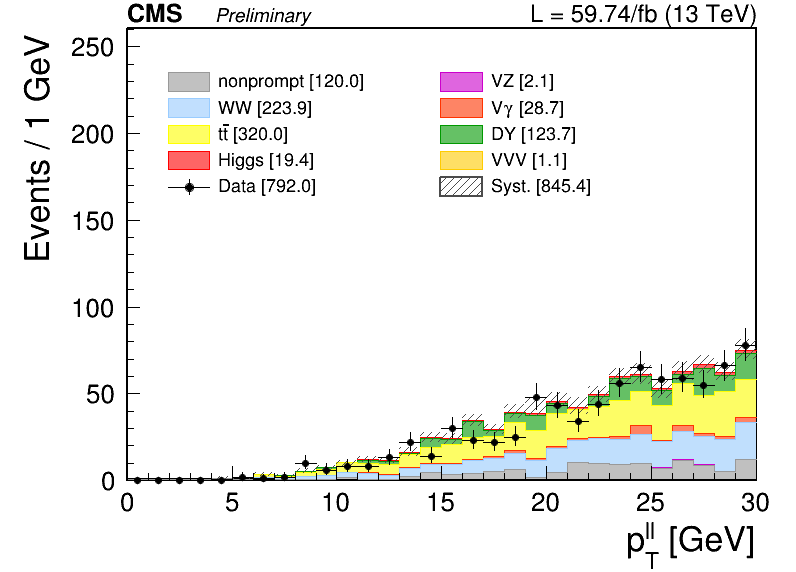 CMS Preliminary L = 59.74/fb (13 TeV)
Events / 1 GeV
250
200
150
100
50
0
nonprompt [120.0]
WW [223.9]
tt̄ [320.0]
Higgs [19.4]
Data [792.0]
VZ [2.1]
Vγ [28.7]
DY [123.7]
VVV [1.1]
Syst. [845.4]
0 5 10 15 20 25 30
p_T^ll [GeV]